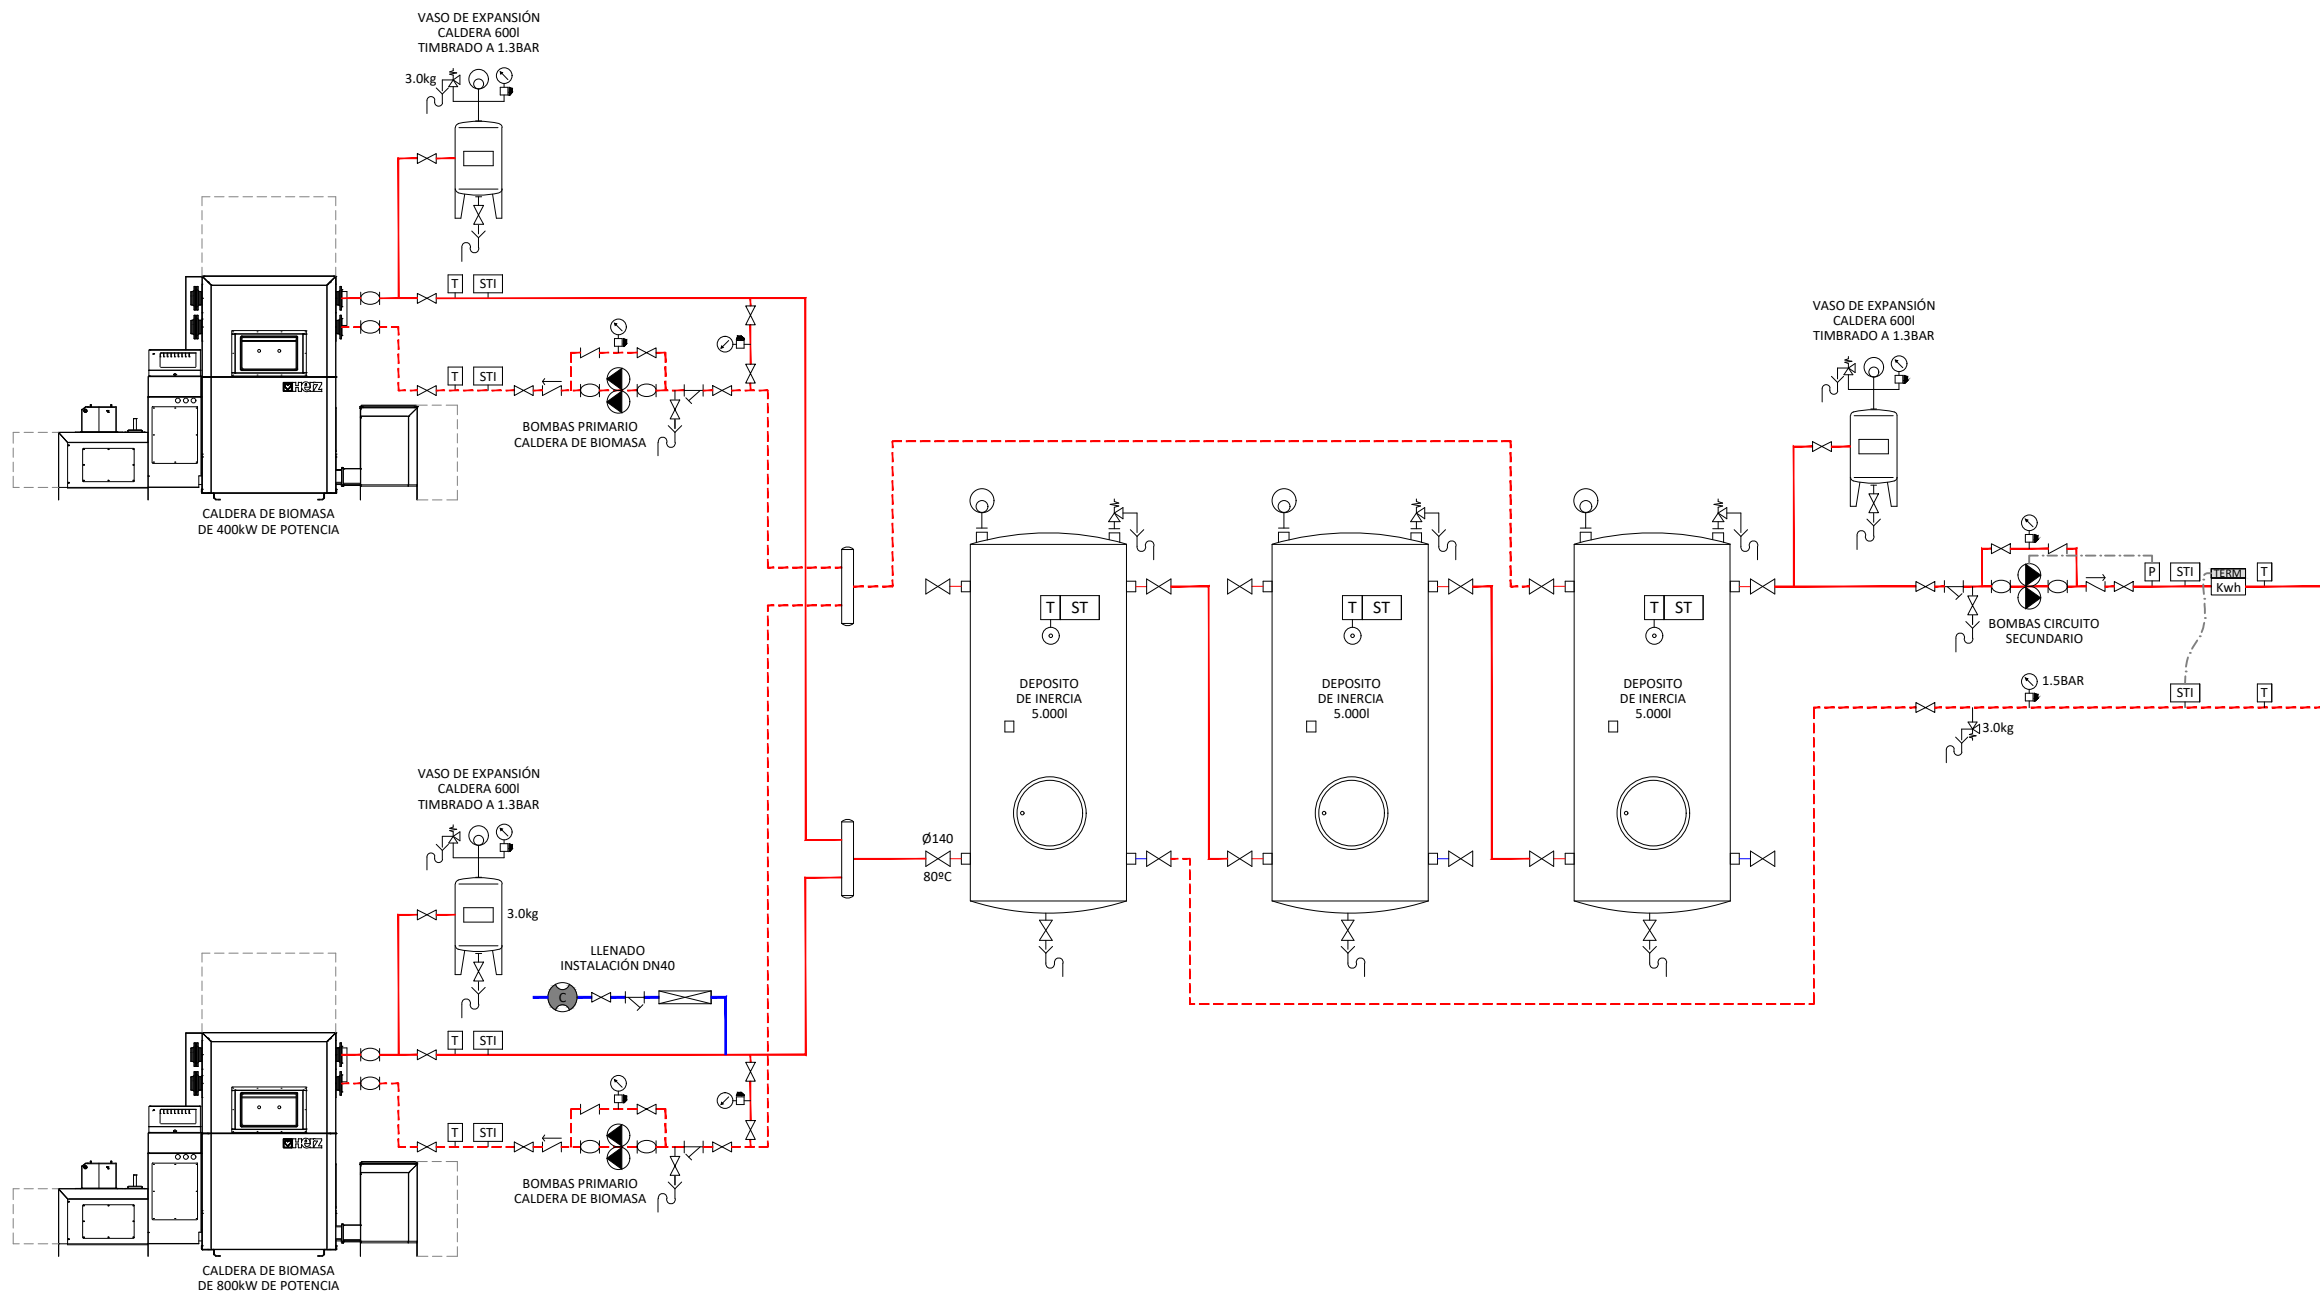 VASO DE EXPANSIÓN
CALDERA 600l
TIMBRADO A 1.3BAR
3.0kg
T
STI
HERZ
T
STI
BOMBAS PRIMARIO
CALDERA DE BIOMASA
CALDERA DE BIOMASA
DE 400kW DE POTENCIA
VASO DE EXPANSIÓN
CALDERA 600l
TIMBRADO A 1.3BAR
T ST
T ST
T ST
P
STI
TERM
Kwh
T
BOMBAS CIRCUITO
SECUNDARIO
DEPOSITO
DE INERCIA
5.000l
DEPOSITO
DE INERCIA
5.000l
DEPOSITO
DE INERCIA
5.000l
1.5BAR
STI
T
3.0kg
VASO DE EXPANSIÓN
CALDERA 600l
TIMBRADO A 1.3BAR
Ø140
80ºC
3.0kg
LLENADO
INSTALACIÓN DN40
C
T
STI
HERZ
T
STI
BOMBAS PRIMARIO
CALDERA DE BIOMASA
CALDERA DE BIOMASA
DE 800kW DE POTENCIA